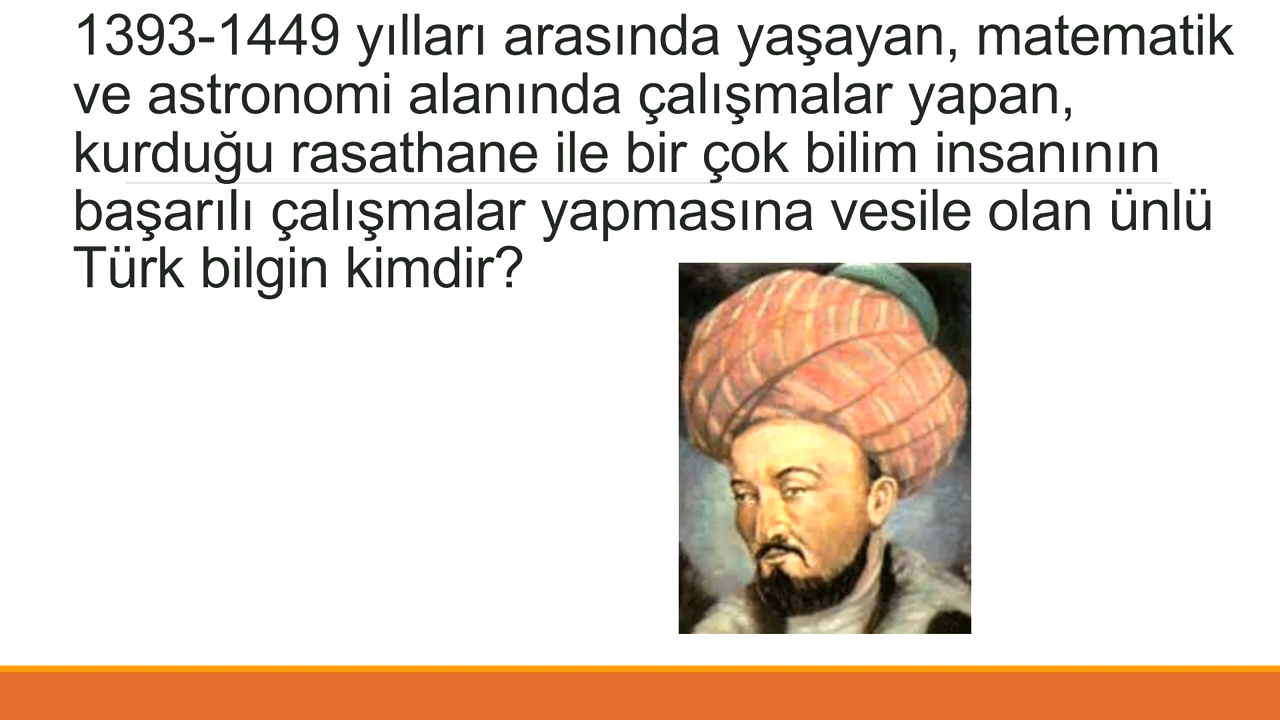 1393-1449 yılları arasında yaşayan, matematik
ve astronomi alanında çalışmalar yapan,
kurduğu rasathane ile bir çok bilim insanının
başarılı çalışmalar yapmasına vesile olan ünlü
Türk bilgin kimdir?